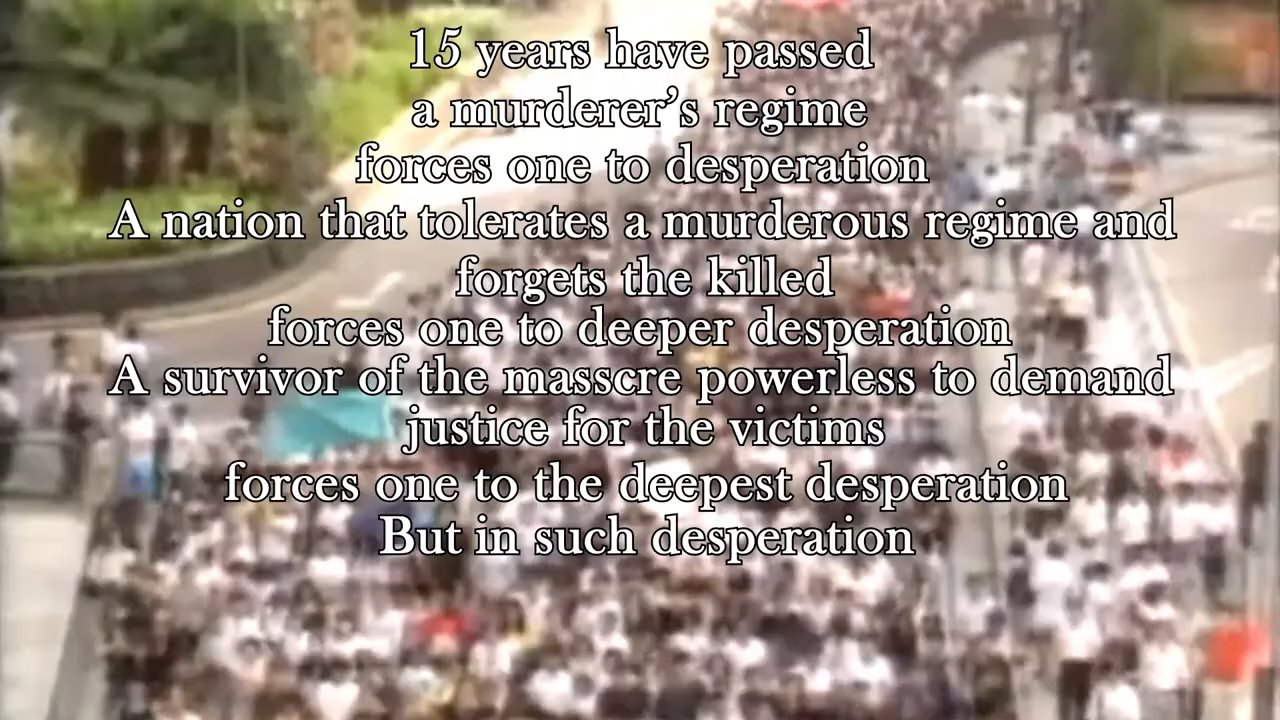 15 years have passed
a murderer's regime
forces one to desperation
A nation that tolerates a murderous regime and
forgets the killed
forces one to deeper desperation
A survivor of the masscre powerless to demand
justice for the victims
forces one to the deepest desperation
But in such desperation